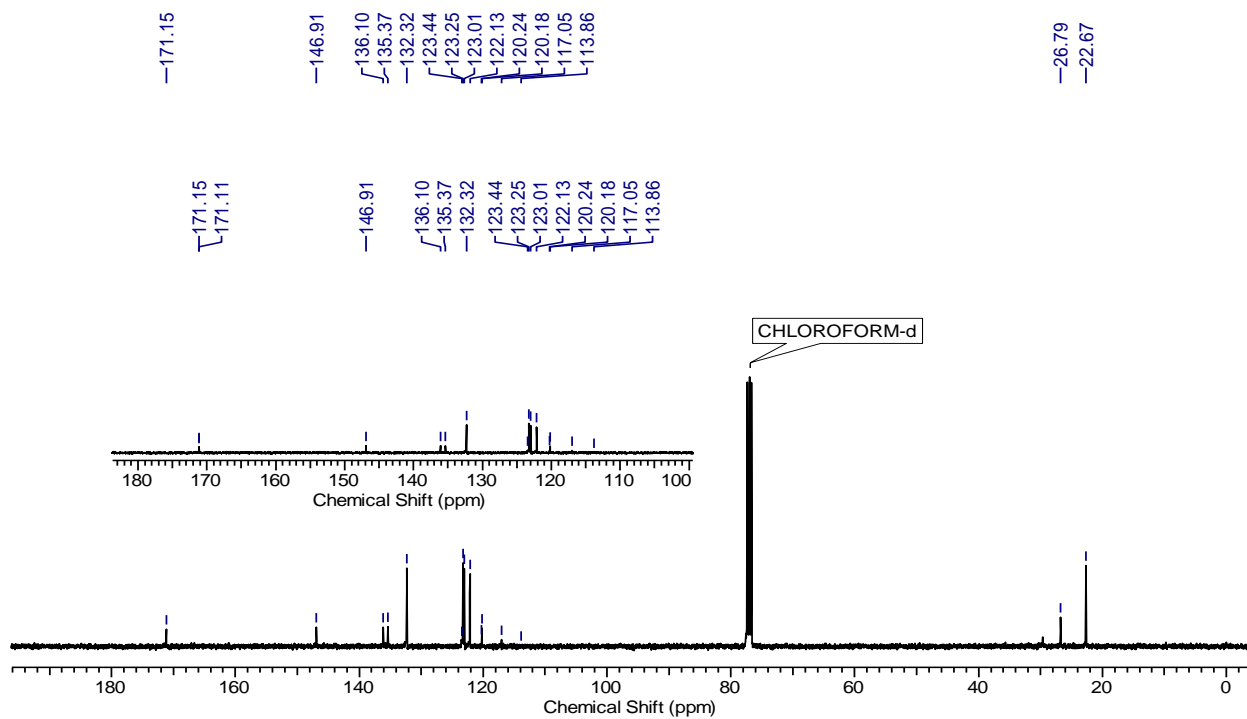 171.15 146.91 136.10 135.37 132.32 123.44 123.25 123.01 122.13 120.24 120.18 117.05 113.86 26.79 22.67
171.15 171.11 146.91 136.10 135.37 132.32 123.44 123.25 123.01 122.13 120.24 120.18 117.05 113.86
CHLOROFORM-d
180 170 160 150 140 130 120 110 100
Chemical Shift (ppm)
180 160 140 120 100 80 60 40 20 0
Chemical Shift (ppm)